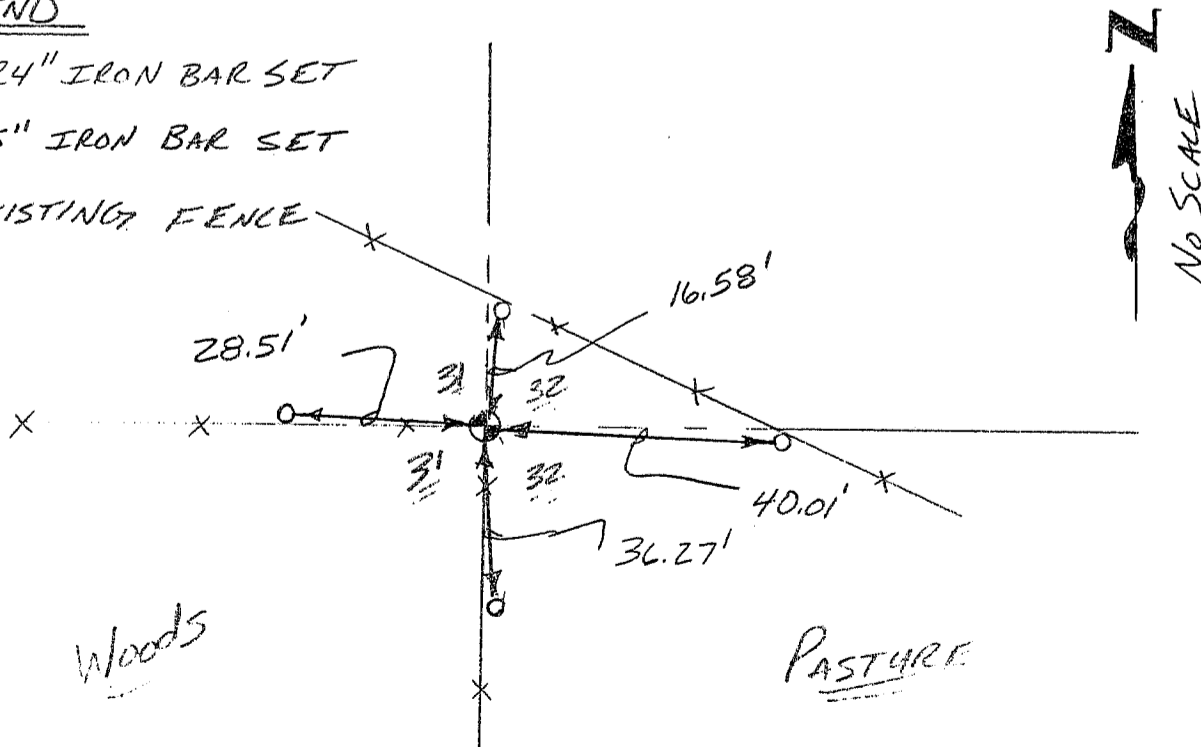 24" IRON BAR SET
" IRON BAR SET
FENCE
N
NO SCALE
16.58'
28.51'
31 32
31 32
40.01'
36.27'
Woods
PASTURE